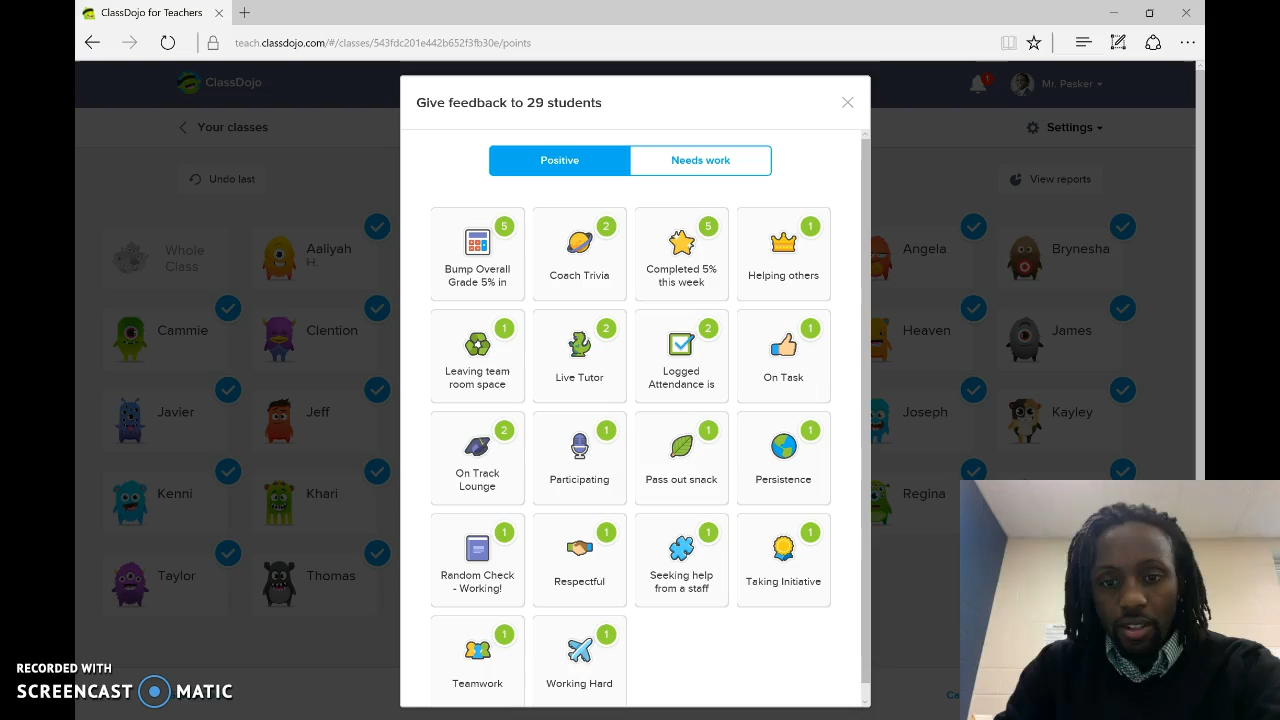 ClassDojo for Teachers
teach.classdojo.com/#/classes/543fdc201e442b652f3fb30e/points
ClassDojo
1
Mr. Pasker
Your classes
Settings
Undo last
View reports
Give feedback to 29 students
Positive
Needs work
5
Bump Overall
Grade 5% in
2
Coach Trivia
5
Completed 5%
this week
1
Helping others
1
Leaving team
room space
2
Live Tutor
2
Logged
Attendance is
1
On Task
2
On Track
Lounge
1
Participating
1
Pass out snack
1
Persistence
1
Random Check
- Working!
1
Respectful
1
Seeking help
from a staff
1
Taking Initiative
1
Teamwork
1
Working Hard
Whole
Class
Aaliyah
H.
Angela
Brynesha
Cammie
Clention
Heaven
James
Javier
Jeff
Joseph
Kayley
Kenni
Khari
Regina
Taylor
Thomas
RECORDED WITH
SCREENCAST MATIC